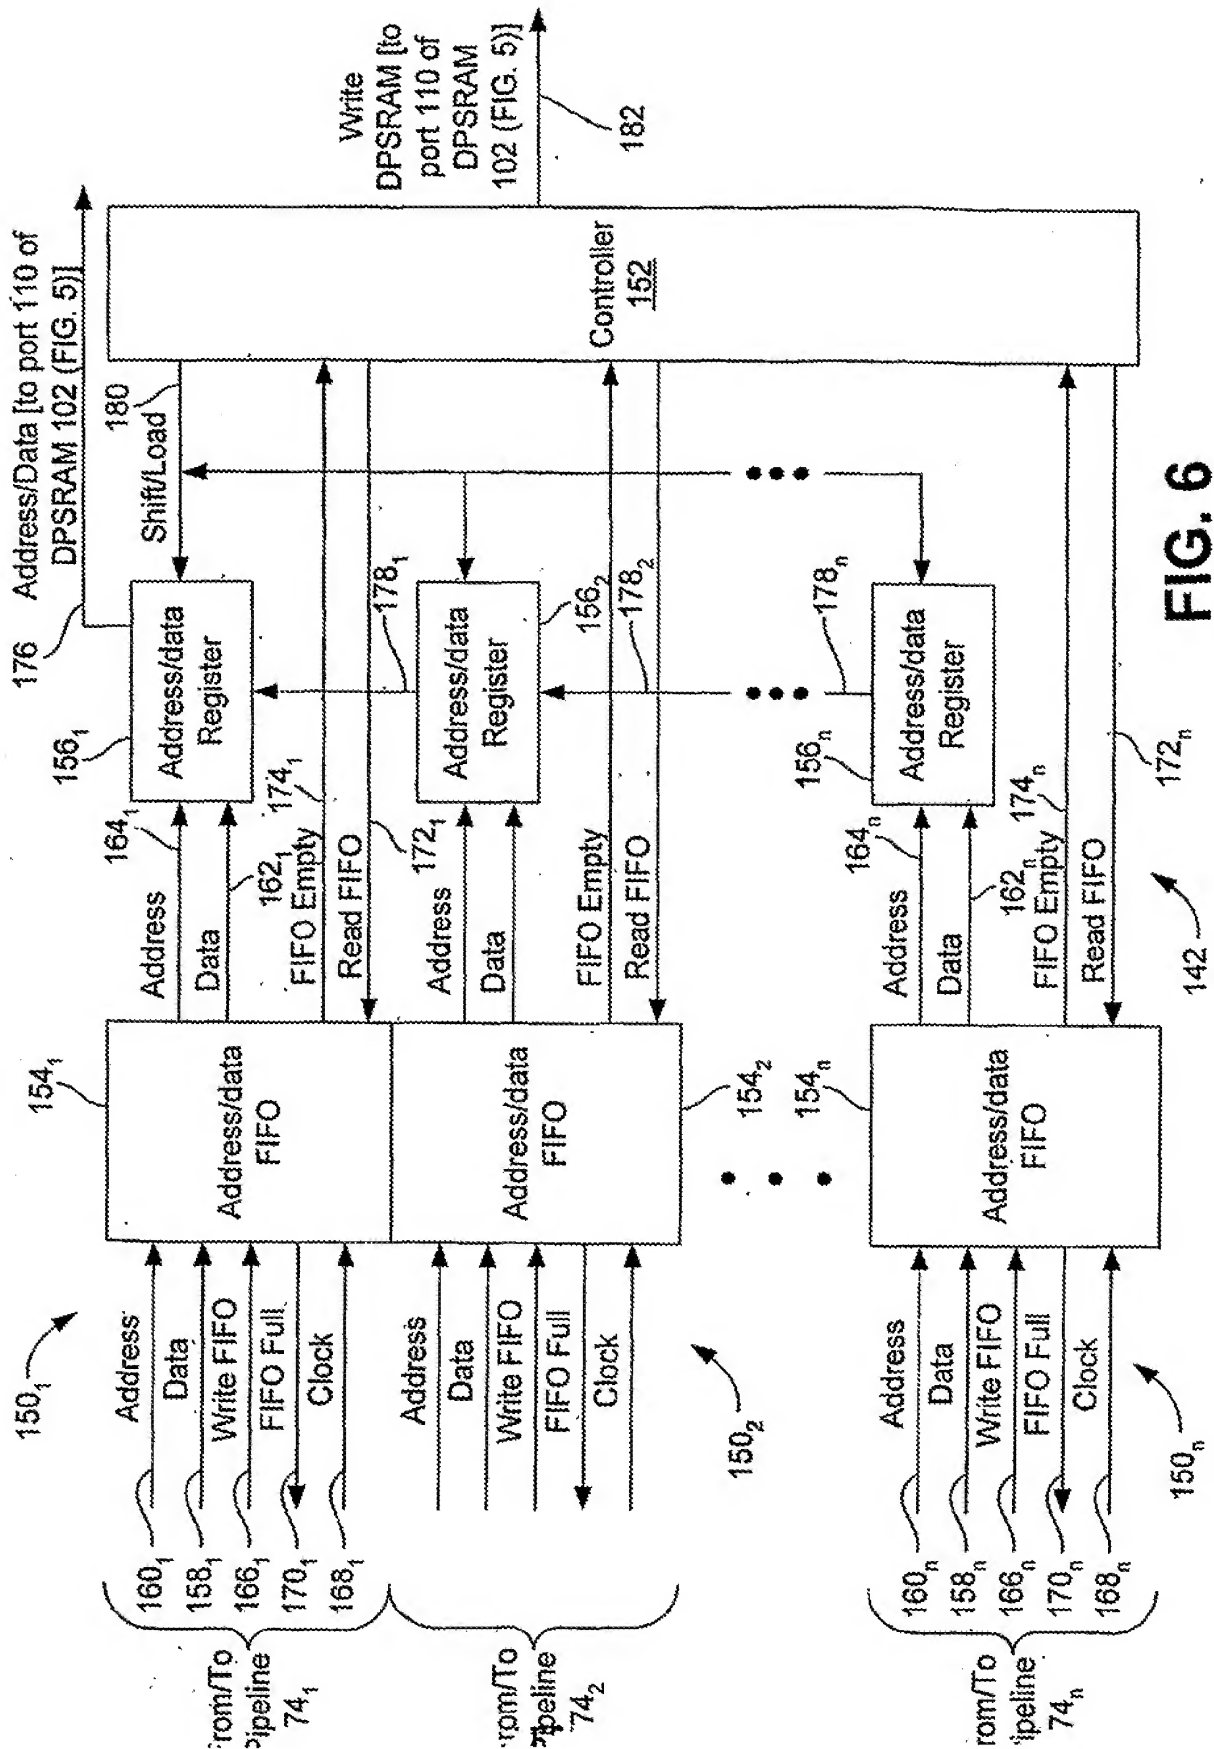 176
Address/Data [to port 110 of
DPSRAM 102 (FIG. 5)]
Write
DPSRAM [to
port 110 of
DPSRAM
102 (FIG. 5)]
182
Controller
152
180
Shift/Load
156₁
Address/data
Register
178₁
156₂
Address/data
Register
178₂
156ₙ
Address/data
Register
178ₙ
164₁
Address
Data
162₁
174₁
FIFO Empty
Read FIFO
172₁
Address
Data
FIFO Empty
Read FIFO
164ₙ
Address
Data
162ₙ
174ₙ
FIFO Empty
Read FIFO
172ₙ
142
154₁
Address/data
FIFO
Address/data
FIFO
154₂
154ₙ
Address/data
FIFO
150₁
Address
Data
Write FIFO
FIFO Full
Clock
Address
Data
Write FIFO
FIFO Full
Clock
150₂
Address
Data
Write FIFO
FIFO Full
Clock
150ₙ
160₁
158₁
166₁
170₁
168₁
160ₙ
158ₙ
166ₙ
170ₙ
168ₙ
rom/To
Pipeline
74₁
rom/To
ipeline
74₂
rom/To
ipeline
74ₙ
FIG. 6